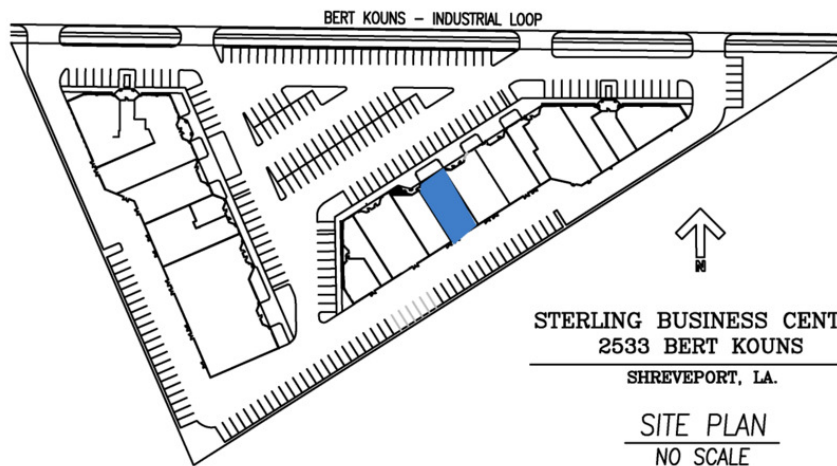 BERT KOUNS - INDUSTRIAL LOOP
N
STERLING BUSINESS CENT
2533 BERT KOUNS
SHREVEPORT, LA.
SITE PLAN
NO SCALE